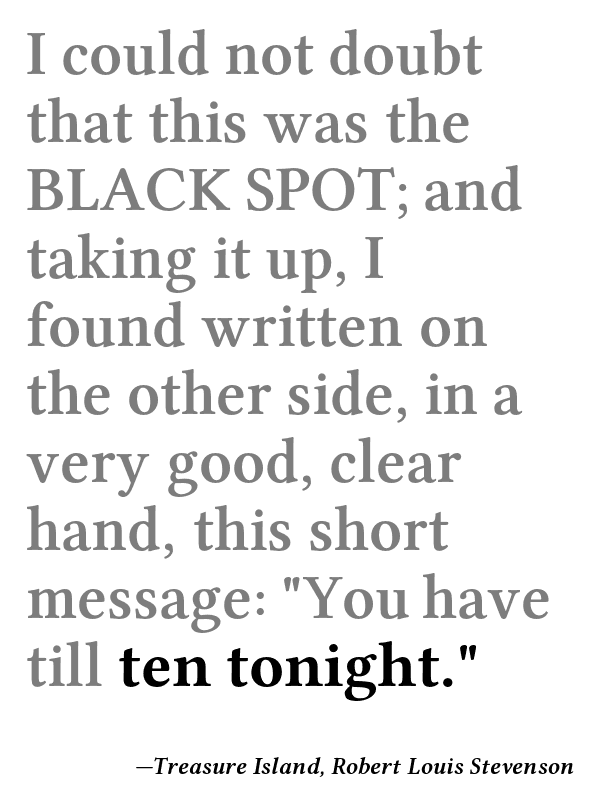 I could not doubt
that this was the
BLACK SPOT; and
taking it up, I
found written on
the other side, in a
very good, clear
hand, this short
message: "You have
till ten tonight."
—Treasure Island, Robert Louis Stevenson